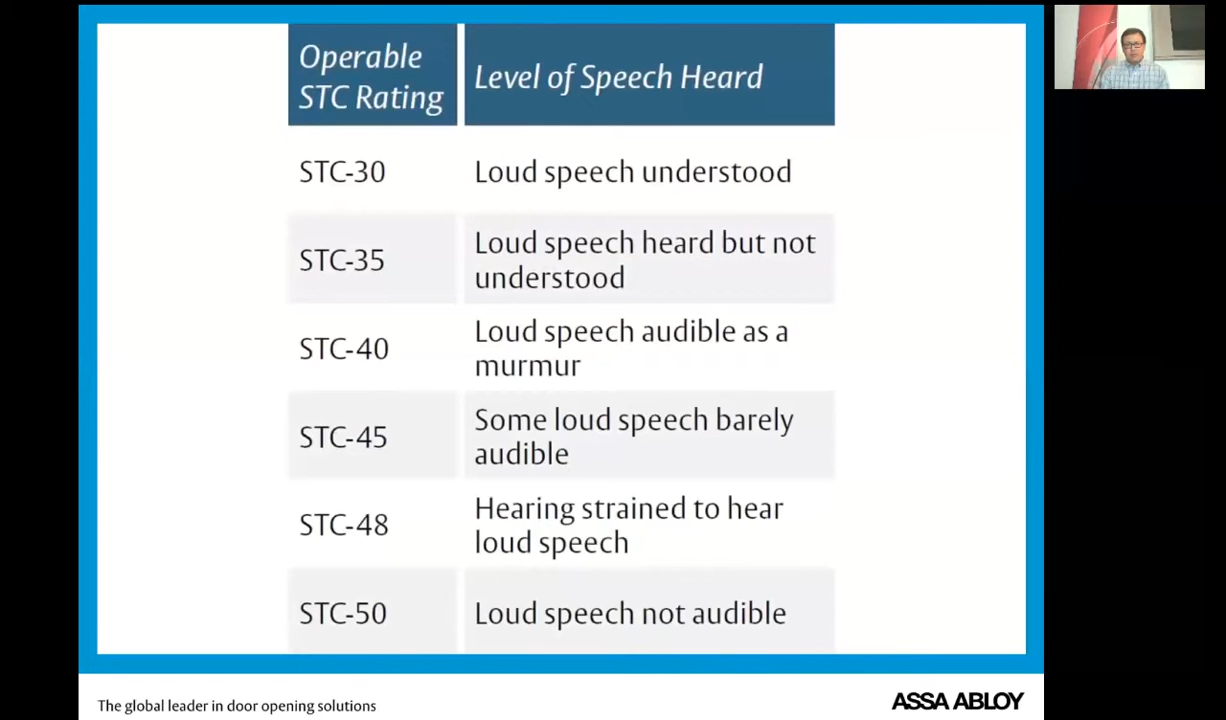 Operable
STC Rating
Level of Speech Heard
STC-30
Loud speech understood
STC-35
Loud speech heard but not
understood
STC-40
Loud speech audible as a
murmur
STC-45
Some loud speech barely
audible
STC-48
Hearing strained to hear
loud speech
STC-50
Loud speech not audible
The global leader in door opening solutions
ASSA ABLOY